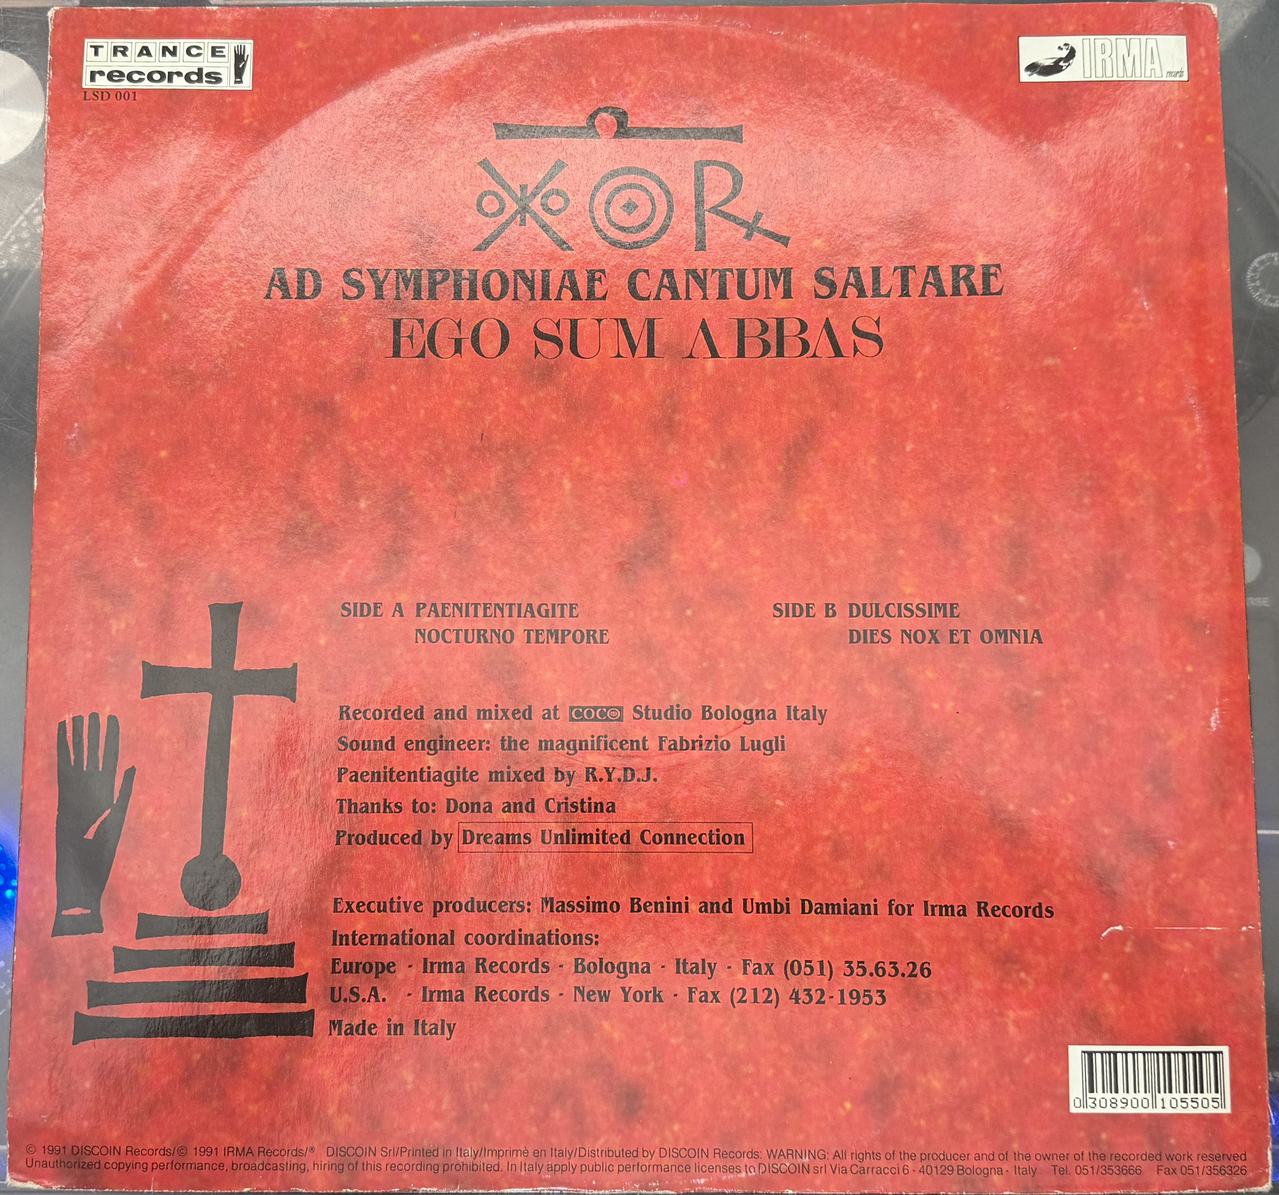 TRANCE
records
LSD 001
IRMA
records
XOR
AD SYMPHONIAE CANTUM SALTARE
EGO SUM ABBAS
SIDE A PAENITENTIAGITE
NOCTURNO TEMPORE
SIDE B DULCISSIME
DIES NOX ET OMNIA
Recorded and mixed at COCO Studio Bologna Italy
Sound engineer: the magnificent Fabrizio Lugli
Paenitentiagite mixed by R.Y.D.J.
Thanks to: Dona and Cristina
Produced by Dreams Unlimited Connection
Executive producers: Massimo Benini and Umbi Damiani for Irma Records
International coordinations:
Europe - Irma Records - Bologna - Italy - Fax (051) 35.63.26
U.S.A. - Irma Records - New York - Fax (212) 432-1953
Made in Italy
0 308900 105505
© 1991 DISCOIN Records/© 1991 IRMA Records/® DISCOIN Srl/Printed in Italy/Imprimè en Italy/Distributed by DISCOIN Records: WARNING: All rights of the producer and of the owner of the recorded work reserved
Unauthorized copying performance, broadcasting, hiring of this recording prohibited. In Italy apply public performance licenses to DISCOIN srl Via Carracci 6 - 40129 Bologna - Italy Tel. 051/353666 Fax 051/356326